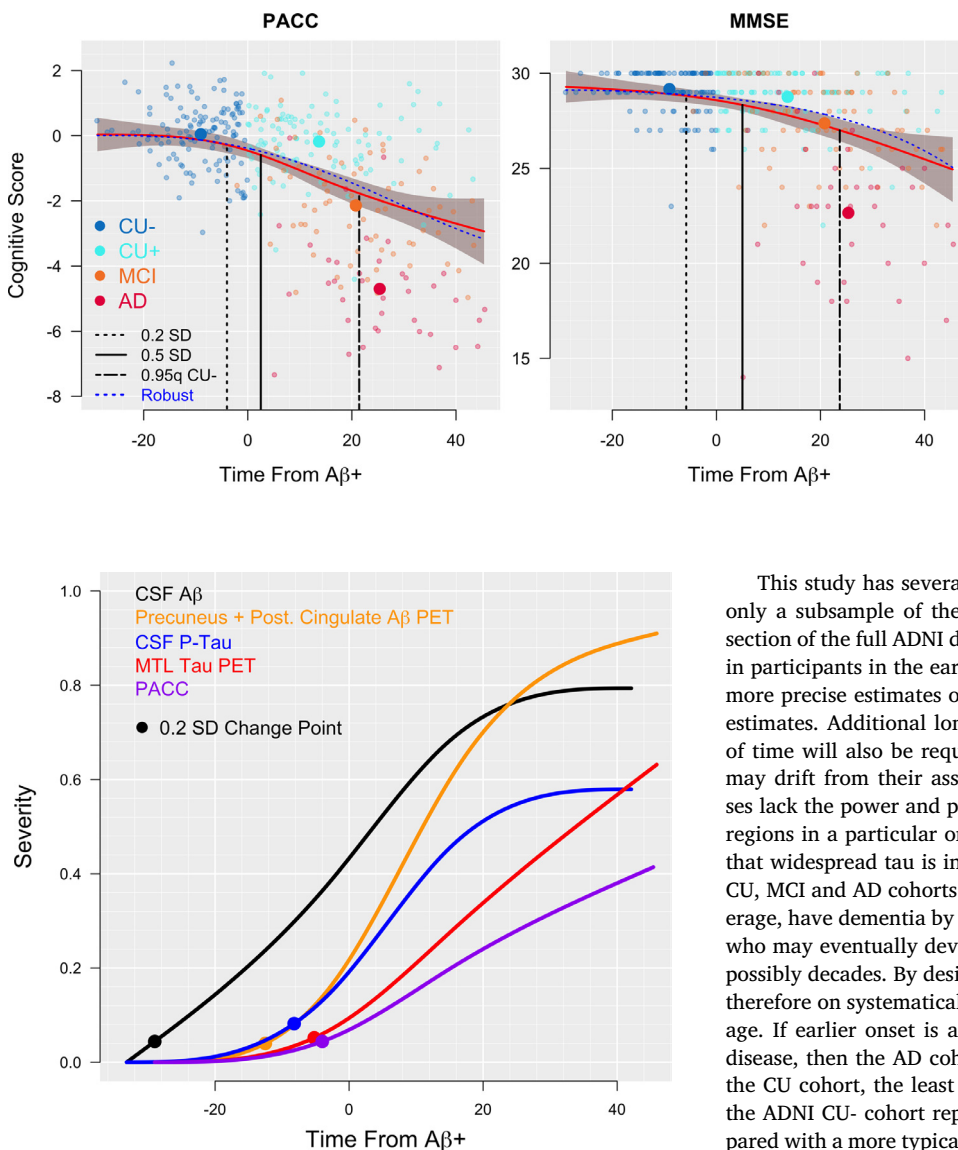 PACC
MMSE
Cognitive Score
2
0
-2
-4
-6
-8
CU-
CU+
MCI
AD
0.2 SD
0.5 SD
0.95q CU-
Robust
-20
0
20
40
Time From Aβ+
30
25
20
15
-20
0
20
40
Time From Aβ+
Severity
1.0
0.8
0.6
0.4
0.2
0.0
CSF Aβ
Precuneus + Post. Cingulate Aβ PET
CSF P-Tau
MTL Tau PET
PACC
0.2 SD Change Point
-20
0
20
40
Time From Aβ+
This study has severa
only a subsample of the
section of the full ADNI d
in participants in the ear
more precise estimates o
estimates. Additional lon
of time will also be requ
may drift from their ass
ses lack the power and p
regions in a particular or
that widespread tau is in
CU, MCI and AD cohorts
erage, have dementia by
who may eventually dev
possibly decades. By desi
therefore on systematical
age. If earlier onset is a
disease, then the AD coh
the CU cohort, the least
the ADNI CU- cohort rep
pared with a more typica